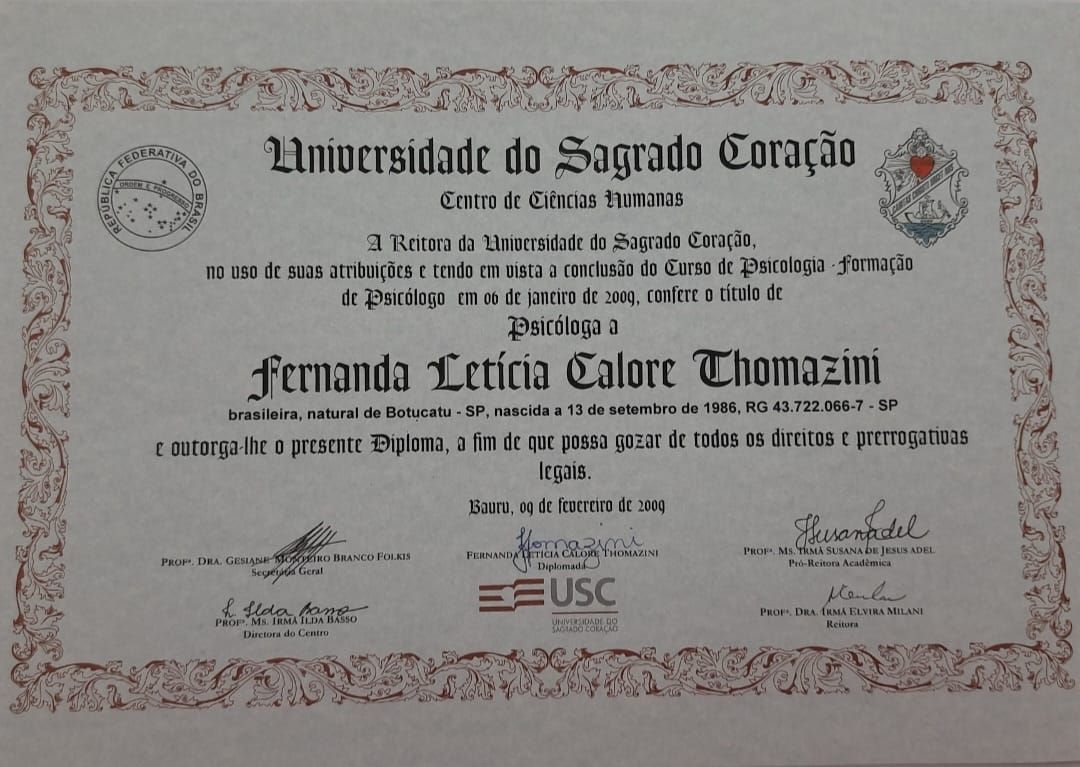 Universidade do Sagrado Coração
Centro de Ciências Humanas
REPÚBLICA FEDERATIVA DO BRASIL
ORDEM E PROGRESSO
A Reitora da Universidade do Sagrado Coração,
no uso de suas atribuições e tendo em vista a conclusão do Curso de Psicologia - Formação
de Psicólogo em 06 de janeiro de 2009, confere o título de
Psicóloga a
Fernanda Letícia Calore Thomazini
brasileira, natural de Botucatu - SP, nascida a 13 de setembro de 1986, RG 43.722.066-7 - SP
e outorga-lhe o presente Diploma, a fim de que possa gozar de todos os direitos e prerrogativas
legais.
Bauru, 09 de fevereiro de 2009
PROFª. DRA. GESIANE MONTEIRO BRANCO FOLKIS
Secretária Geral
Thomazini
FERNANDA LETÍCIA CALORE THOMAZINI
Diplomada
Susana Jadel
PROFª. MS. IRMÃ SUSANA DE JESUS ADEL
Pró-Reitora Acadêmica
Ir. Ilda Basso
PROFª. MS. IRMÃ ILDA BASSO
Diretora do Centro
USC
UNIVERSIDADE DO
SAGRADO CORAÇÃO
PROFª. DRA. IRMÃ ELVIRA MILANI
Reitora